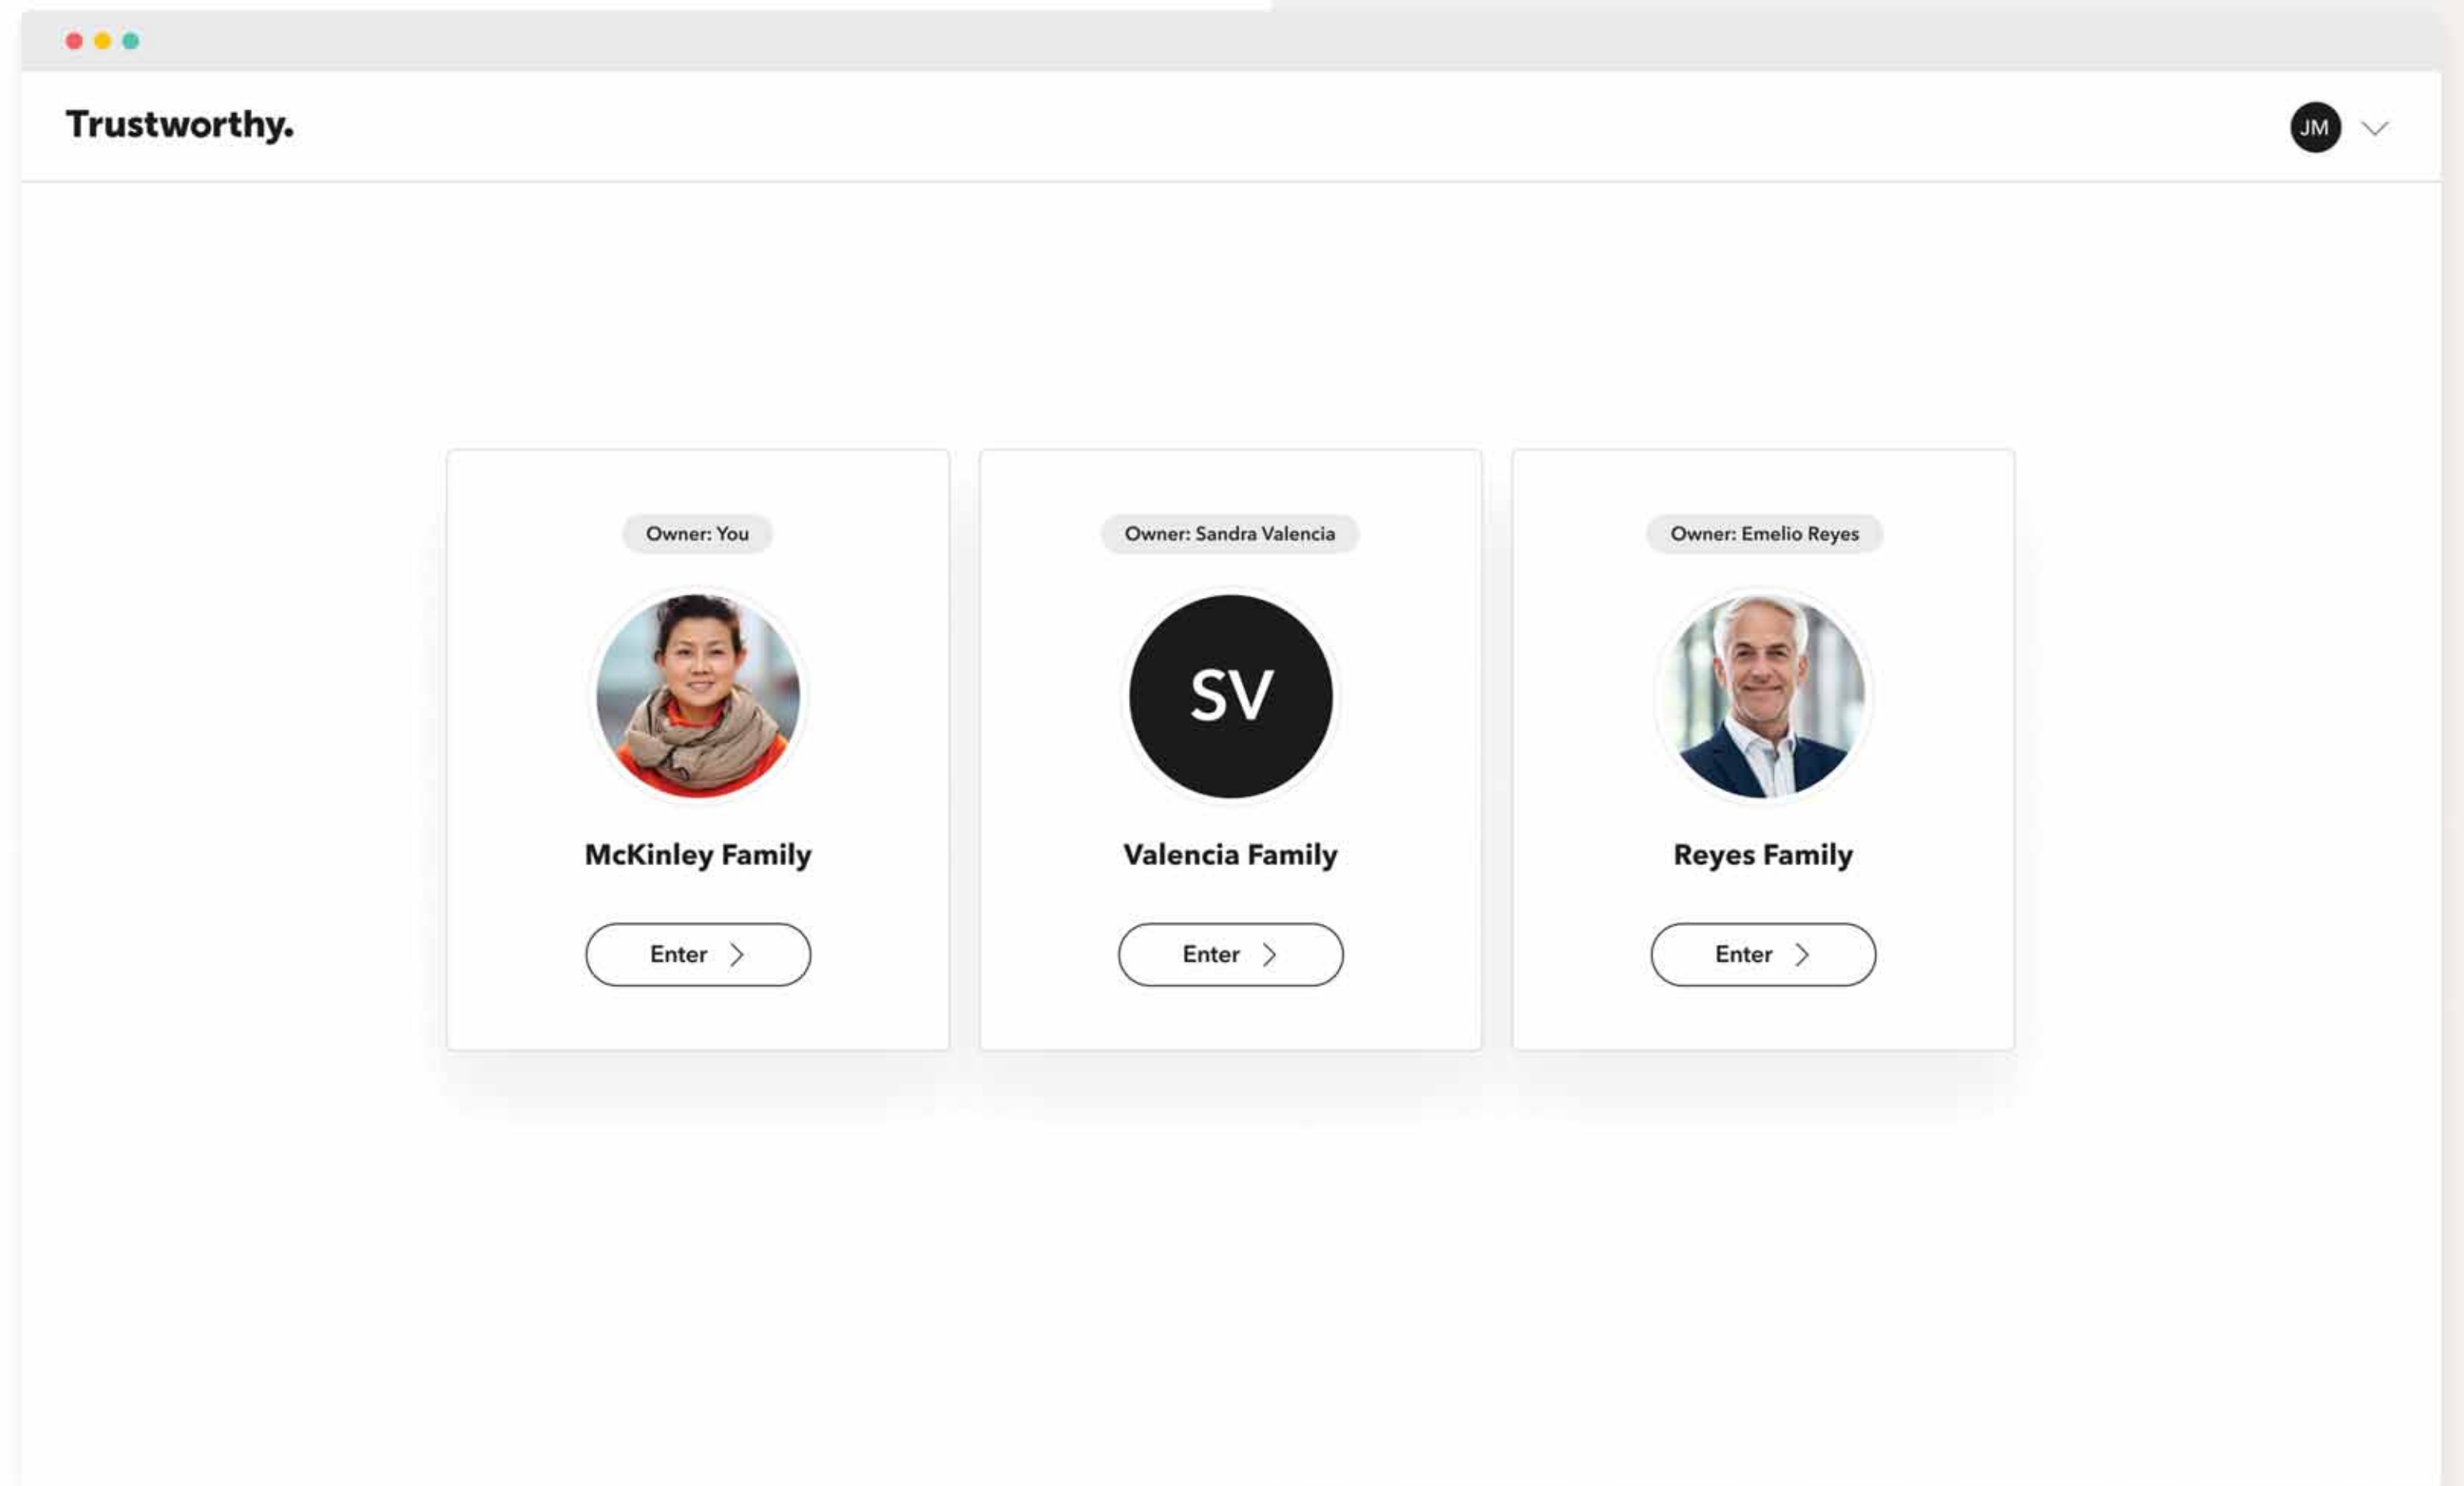 Trustworthy.
JM
Owner: You
McKinley Family
Enter
Owner: Sandra Valencia
SV
Valencia Family
Enter
Owner: Emelio Reyes
Reyes Family
Enter